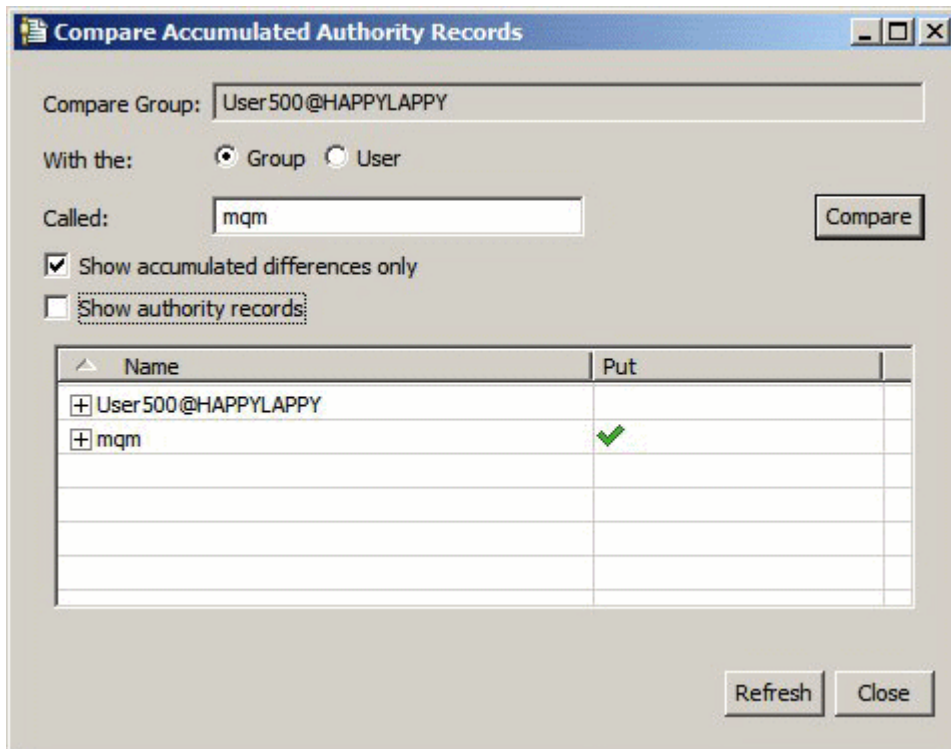 Compare Accumulated Authority Records
Compare Group: User500@HAPPYLAPPY
With the: Group User
Called: mqm Compare
Show accumulated differences only
Show authority records
Name Put
User500@HAPPYLAPPY
mqm
Refresh Close